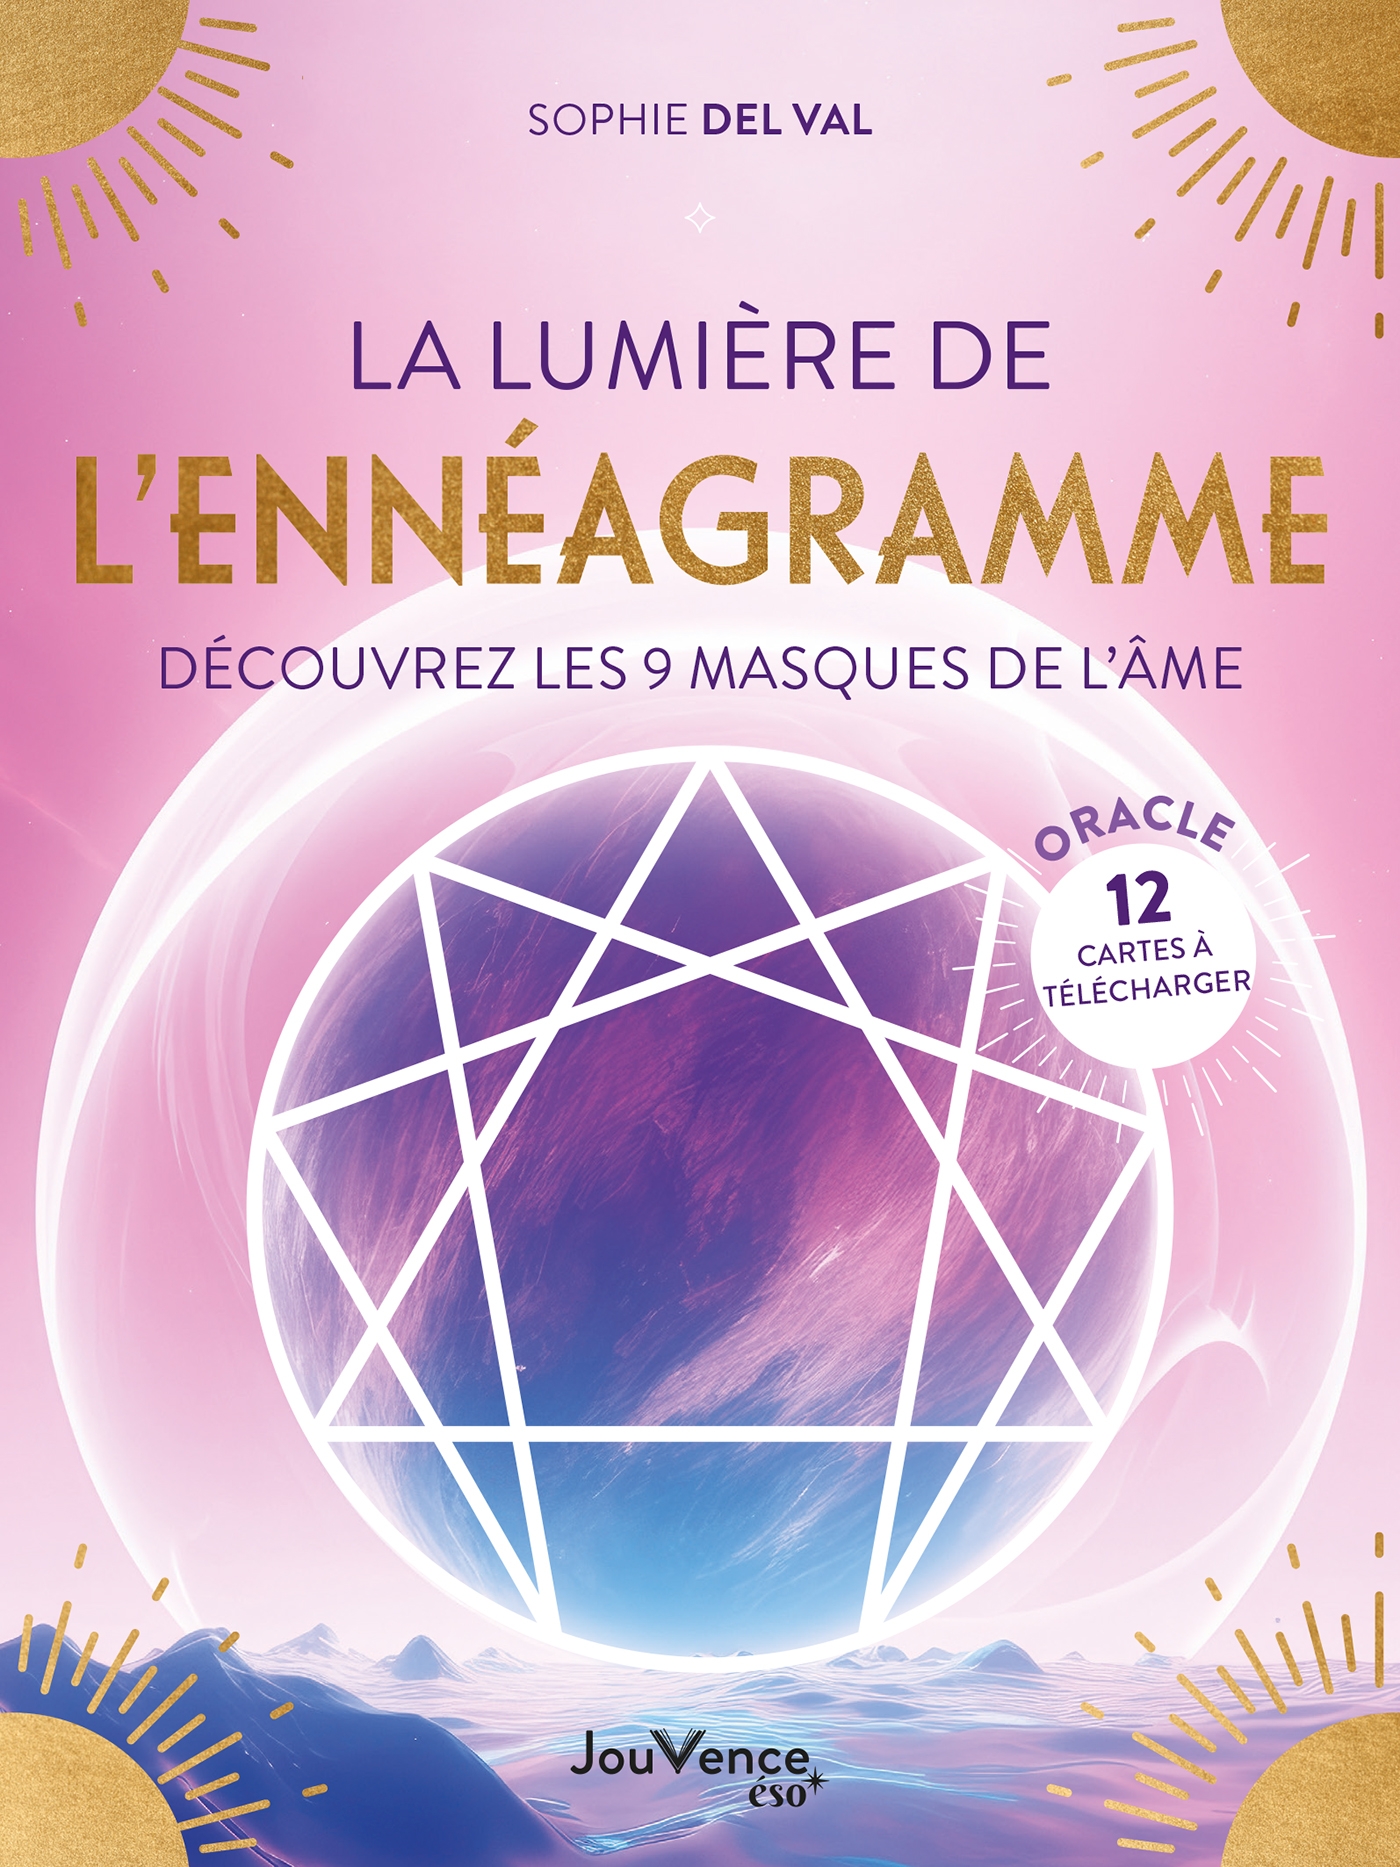 SOPHIE DEL VAL
LA LUMIÈRE DE
L'ENNÉAGRAMME
DÉCOUVREZ LES 9 MASQUES DE L'ÂME
ORACLE
12
CARTES À
TÉLÉCHARGER
JouVence
éso